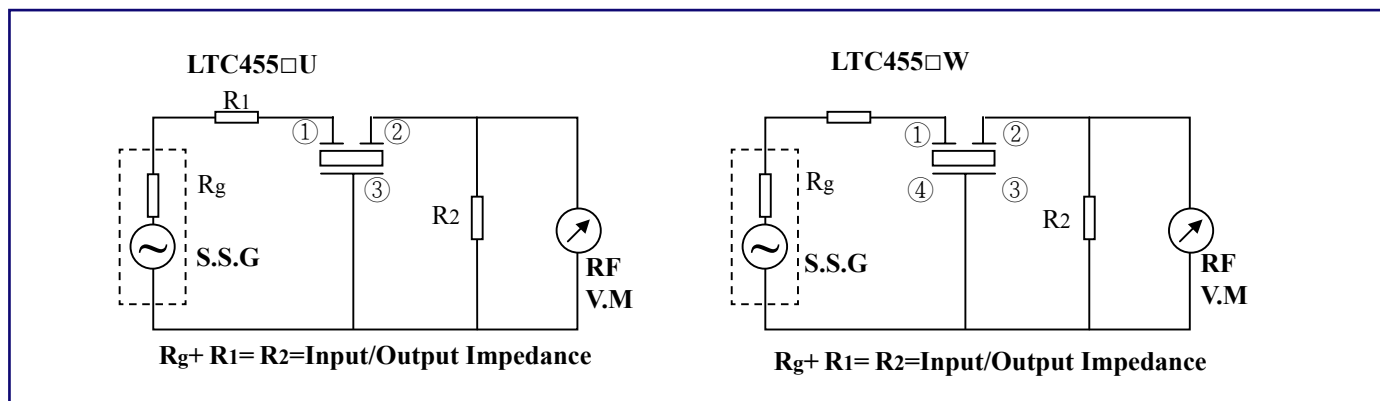 LTC455□U
R1
①
②
③
Rg
R2
S.S.G
RF
V.M
Rg+ R1= R2=Input/Output Impedance
LTC455□W
①
②
④
③
Rg
R2
S.S.G
RF
V.M
Rg+ R1= R2=Input/Output Impedance